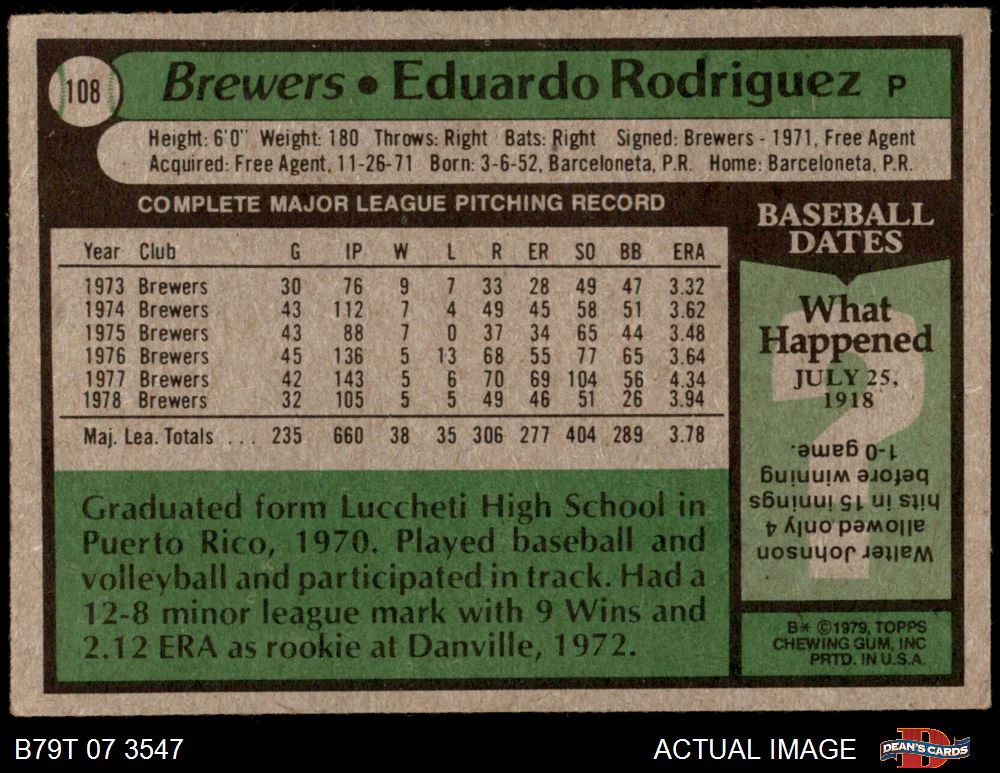 108
Brewers • Eduardo Rodriguez P
Height: 6'0" Weight: 180 Throws: Right Bats: Right Signed: Brewers - 1971, Free Agent
Acquired: Free Agent, 11-26-71 Born: 3-6-52, Barceloneta, P.R. Home: Barceloneta, P.R.
COMPLETE MAJOR LEAGUE PITCHING RECORD
Year Club G IP W L R ER SO BB ERA
1973 Brewers 30 76 9 7 33 28 49 47 3.32
1974 Brewers 43 112 7 4 49 45 58 51 3.62
1975 Brewers 43 88 7 0 37 34 65 44 3.48
1976 Brewers 45 136 5 13 68 55 77 65 3.64
1977 Brewers 42 143 5 6 70 69 104 56 4.34
1978 Brewers 32 105 5 5 49 46 51 26 3.94
Maj. Lea. Totals ... 235 660 38 35 306 277 404 289 3.78
Graduated form Luccheti High School in
Puerto Rico, 1970. Played baseball and
volleyball and participated in track. Had a
12-8 minor league mark with 9 Wins and
2.12 ERA as rookie at Danville, 1972.
BASEBALL
DATES
What
Happened
JULY 25,
1918
?
Walter Johnson
allowed only 4
hits in 15 innings
before winning
1-0 game.
B* ©1979, TOPPS
CHEWING GUM, INC
PRTD. IN U.S.A.
B79T 07 3547
ACTUAL IMAGE
DEAN'S CARDS